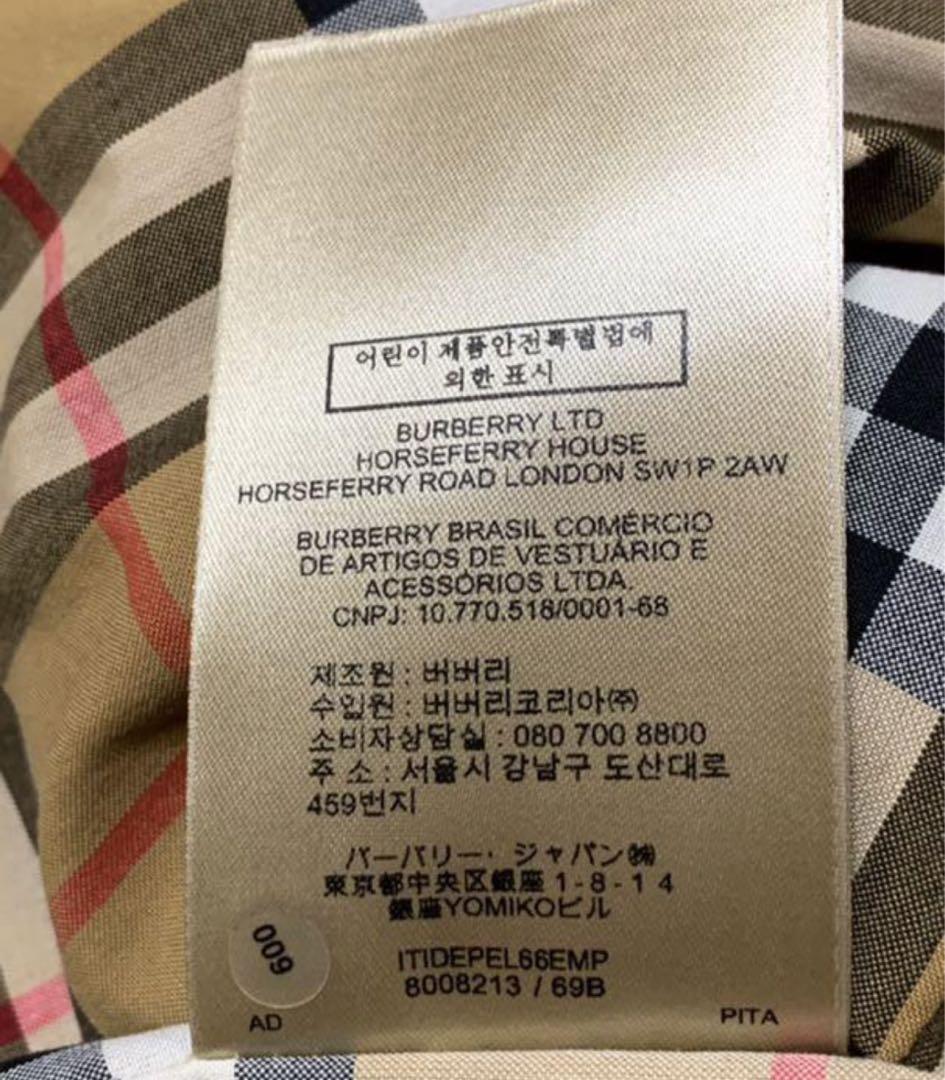 어린이 제품안전특별법에
의한 표시
BURBERRY LTD
HORSEFERRY HOUSE
HORSEFERRY ROAD LONDON SW1P 2AW
BURBERRY BRASIL COMÉRCIO
DE ARTIGOS DE VESTUÁRIO E
ACESSÓRIOS LTDA.
CNPJ: 10.770.518/0001-68
제조원 : 버버리
수입원 : 버버리코리아㈜
소비자상담실 : 080 700 8800
주 소 : 서울시 강남구 도산대로
459번지
バーバリー・ジャパン㈱
東京都中央区銀座 1-8-14
銀座YOMIKOビル
009
ITIDEPEL66EMP
8008213 / 69B
AD
PITA